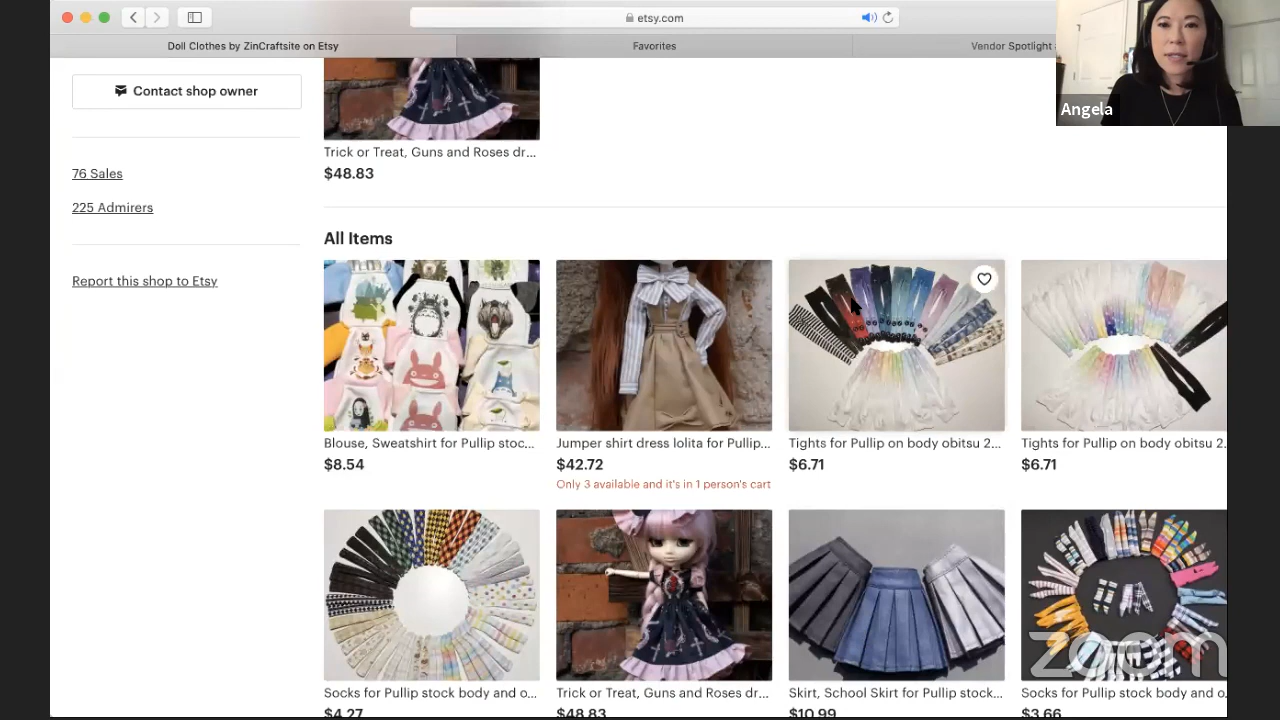 etsy.com
Doll Clothes by ZinCraftsite on Etsy
Favorites
Vendor Spotlight
Angela
Contact shop owner
76 Sales
225 Admirers
Report this shop to Etsy
Trick or Treat, Guns and Roses dr...
$48.83
All Items
Blouse, Sweatshirt for Pullip stoc...
$8.54
Jumper shirt dress lolita for Pullip...
$42.72
Only 3 available and it's in 1 person's cart
Tights for Pullip on body obitsu 2...
$6.71
Tights for Pullip on body obitsu 2.
$6.71
Socks for Pullip stock body and o...
$4.27
Trick or Treat, Guns and Roses dr...
$48.83
Skirt, School Skirt for Pullip stock...
$10.99
Socks for Pullip stock body and o.
$3.66
zoom